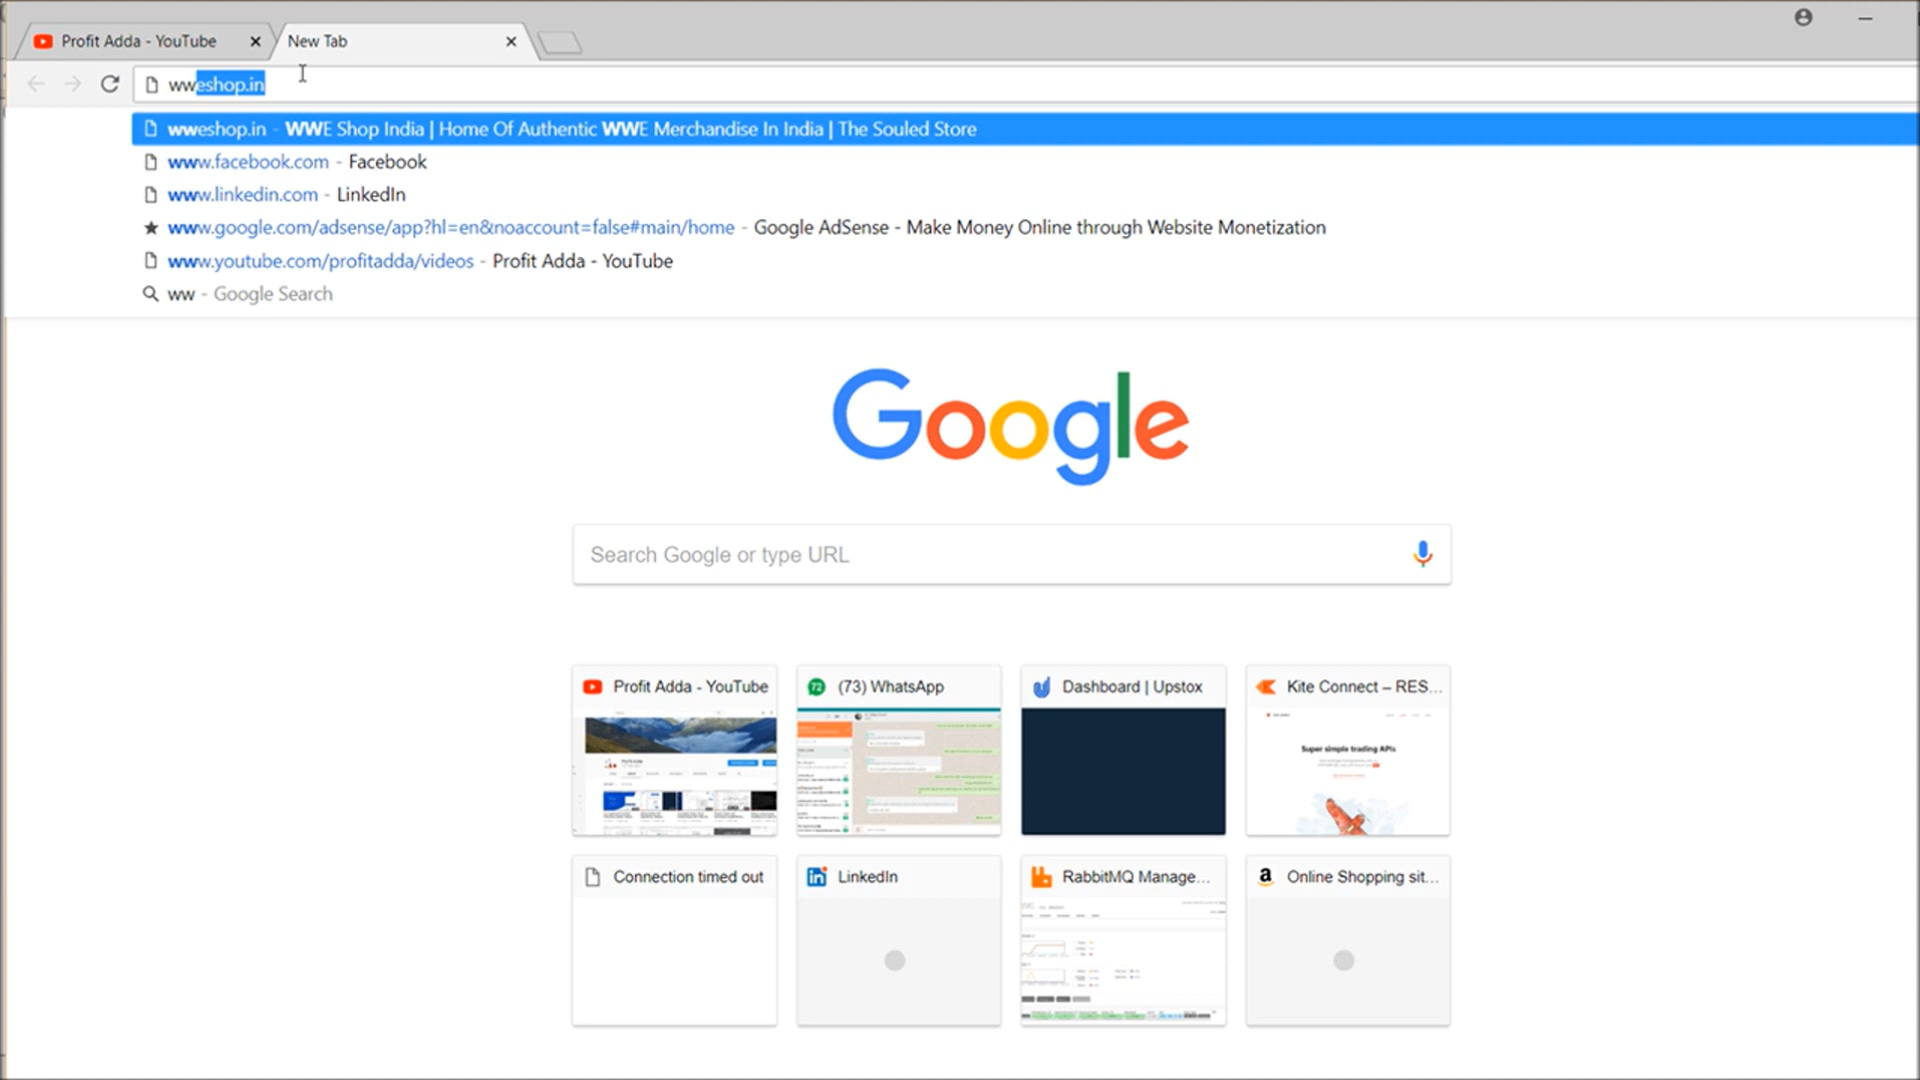 Profit Adda - YouTube
New Tab
wweshop.in
wweshop.in - WWE Shop India | Home Of Authentic WWE Merchandise In India | The Souled Store
www.facebook.com - Facebook
www.linkedin.com - LinkedIn
www.google.com/adsense/app?hl=en&noaccount=false#main/home - Google AdSense - Make Money Online through Website Monetization
www.youtube.com/profitadda/videos - Profit Adda - YouTube
ww - Google Search
Google
Search Google or type URL
Profit Adda - YouTube
72 (73) WhatsApp
Dashboard | Upstox
Kite Connect – RES...
Super simple trading APIs
Connection timed out
in LinkedIn
RabbitMQ Manage...
a Online Shopping sit...